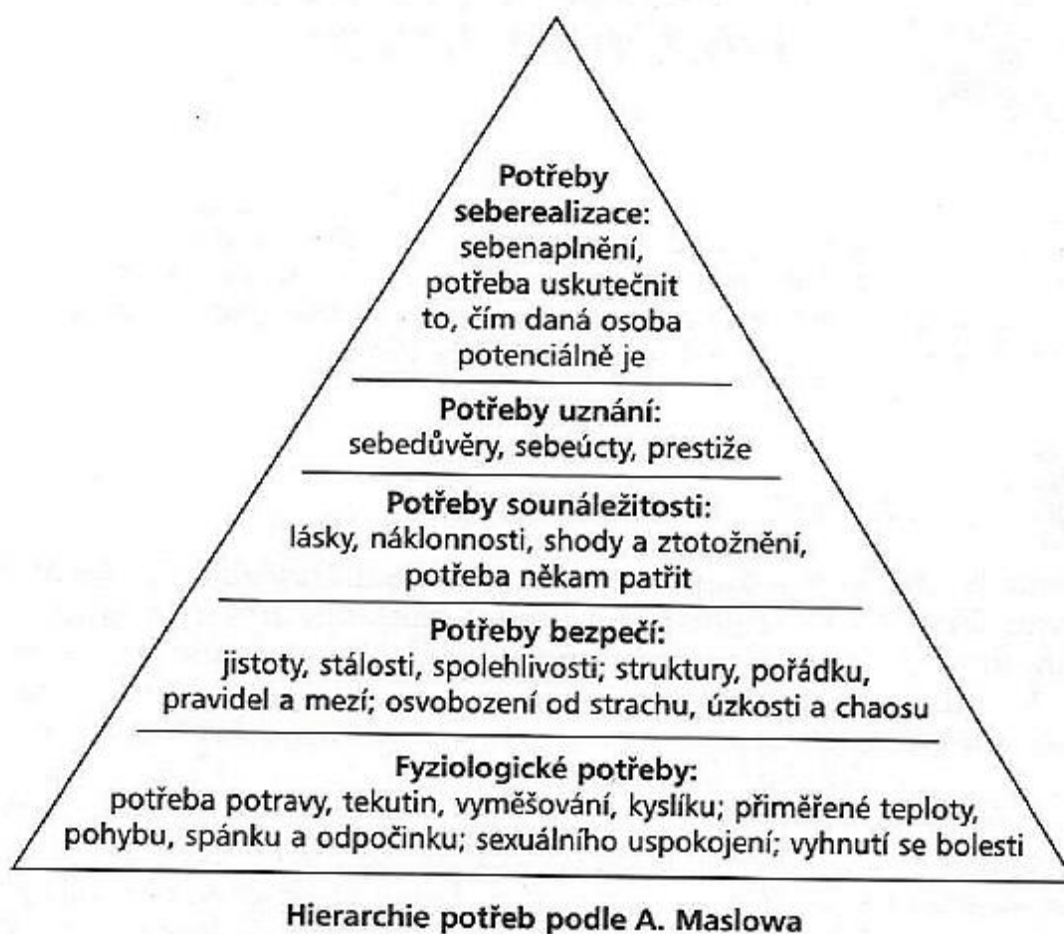 Potřeby
seberealizace:
sebenaplnění,
potřeba uskutečnit
to, čím daná osoba
potenciálně je
Potřeby uznání:
sebedůvěry, sebeúcty, prestiže
Potřeby sounáležitosti:
lásky, náklonnosti, shody a ztotožnění,
potřeba někam patřit
Potřeby bezpečí:
jistoty, stálosti, spolehlivosti; struktury, pořádku,
pravidel a mezí; osvobození od strachu, úzkosti a chaosu
Fyziologické potřeby:
potřeba potravy, tekutin, vyměšování, kyslíku; přiměřené teploty,
pohybu, spánku a odpočinku; sexuálního uspokojení; vyhnutí se bolesti
Hierarchie potřeb podle A. Maslowa